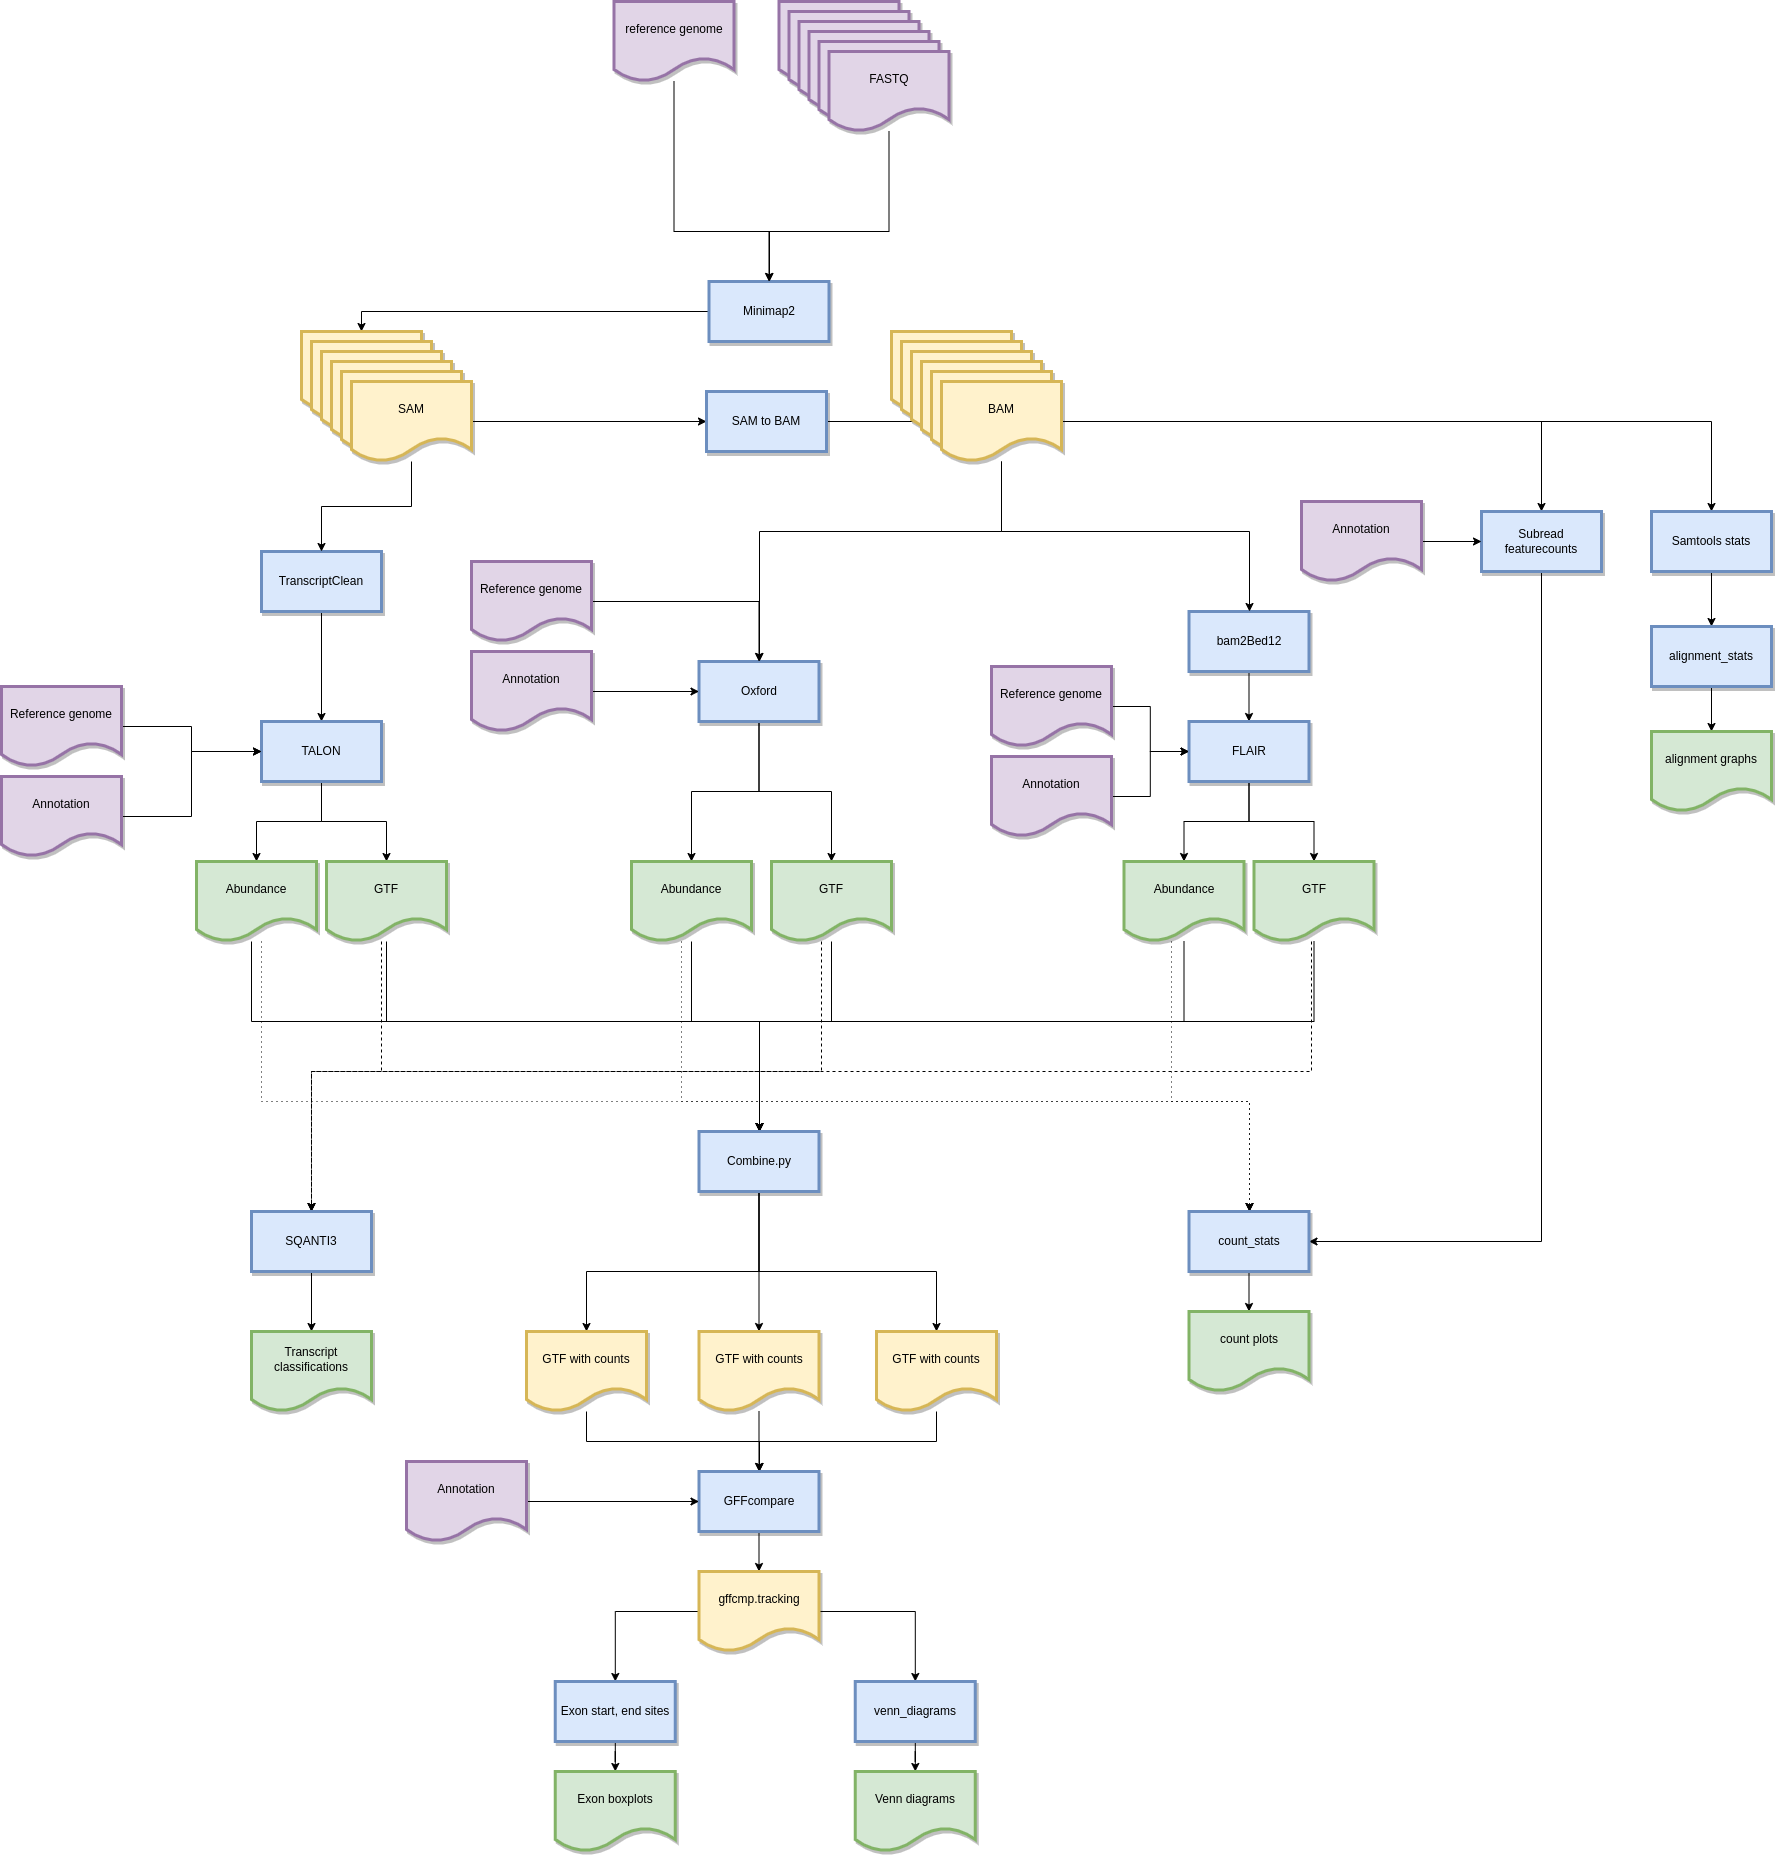 reference genome
FASTQ
Minimap2
SAM
SAM to BAM
BAM
Annotation
Subread
featurecounts
Samtools stats
TranscriptClean
Reference genome
Annotation
Oxford
bam2Bed12
alignment_stats
Reference genome
Annotation
TALON
Reference genome
Annotation
FLAIR
alignment graphs
Abundance
GTF
Abundance
GTF
Abundance
GTF
Combine.py
SQANTI3
count_stats
Transcript
classifications
GTF with counts
GTF with counts
GTF with counts
count plots
Annotation
GFFcompare
gffcmp.tracking
Exon start, end sites
venn_diagrams
Exon boxplots
Venn diagrams